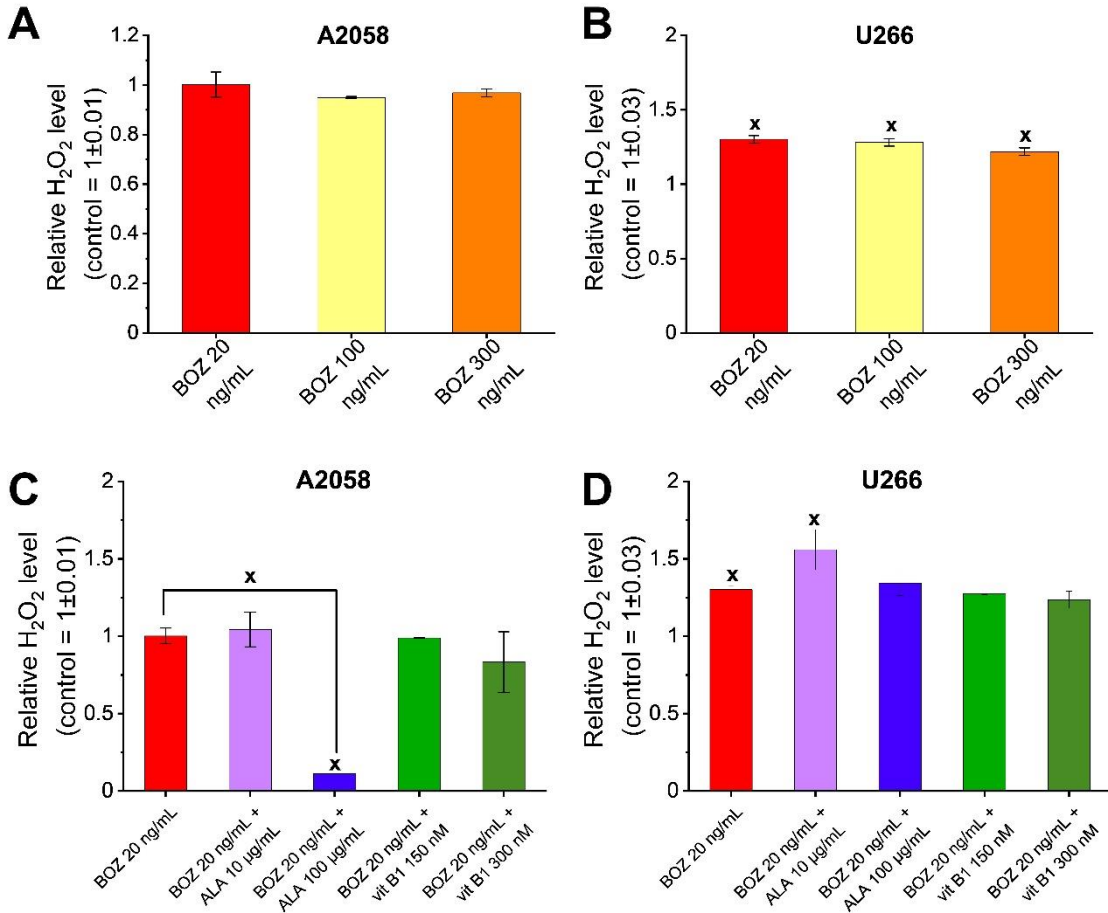 A
A2058
Relative H₂O₂ level
(control = 1±0.01)
1.2
1
0.8
0.6
0.4
0.2
0
BOZ 20
ng/mL
BOZ 100
ng/mL
BOZ 300
ng/mL
B
U266
Relative H₂O₂ level
(control = 1±0.03)
2
1.5
1
0.5
0
x
x
x
BOZ 20
ng/mL
BOZ 100
ng/mL
BOZ 300
ng/mL
C
A2058
Relative H₂O₂ level
(control = 1±0.01)
2
1.5
1
0.5
0
x
x
BOZ 20 ng/mL
BOZ 20 ng/mL +
ALA 10 µg/mL
BOZ 20 ng/mL +
ALA 100 µg/mL
BOZ 20 ng/mL +
vit B1 150 nM
BOZ 20 ng/mL +
vit B1 300 nM
D
U266
Relative H₂O₂ level
(control = 1±0.03)
2
1.5
1
0.5
0
x
x
BOZ 20 ng/mL
BOZ 20 ng/mL +
ALA 10 µg/mL
BOZ 20 ng/mL +
ALA 100 µg/mL
BOZ 20 ng/mL +
vit B1 150 nM
BOZ 20 ng/mL +
vit B1 300 nM